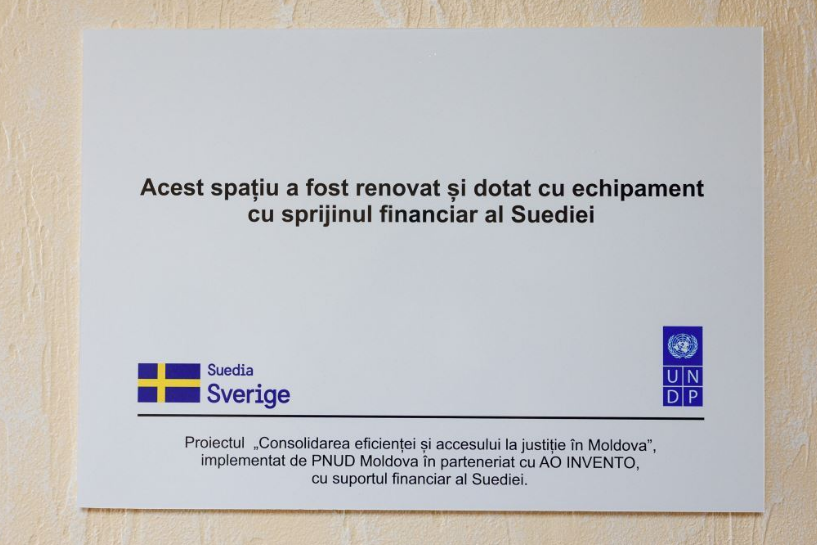 Acest spațiu a fost renovat și dotat cu echipament
cu sprijinul financiar al Suediei
Suedia
Sverige
U N
D P
Proiectul „Consolidarea eficienței și accesului la justiție în Moldova”,
implementat de PNUD Moldova în parteneriat cu AO INVENTO,
cu suportul financiar al Suediei.